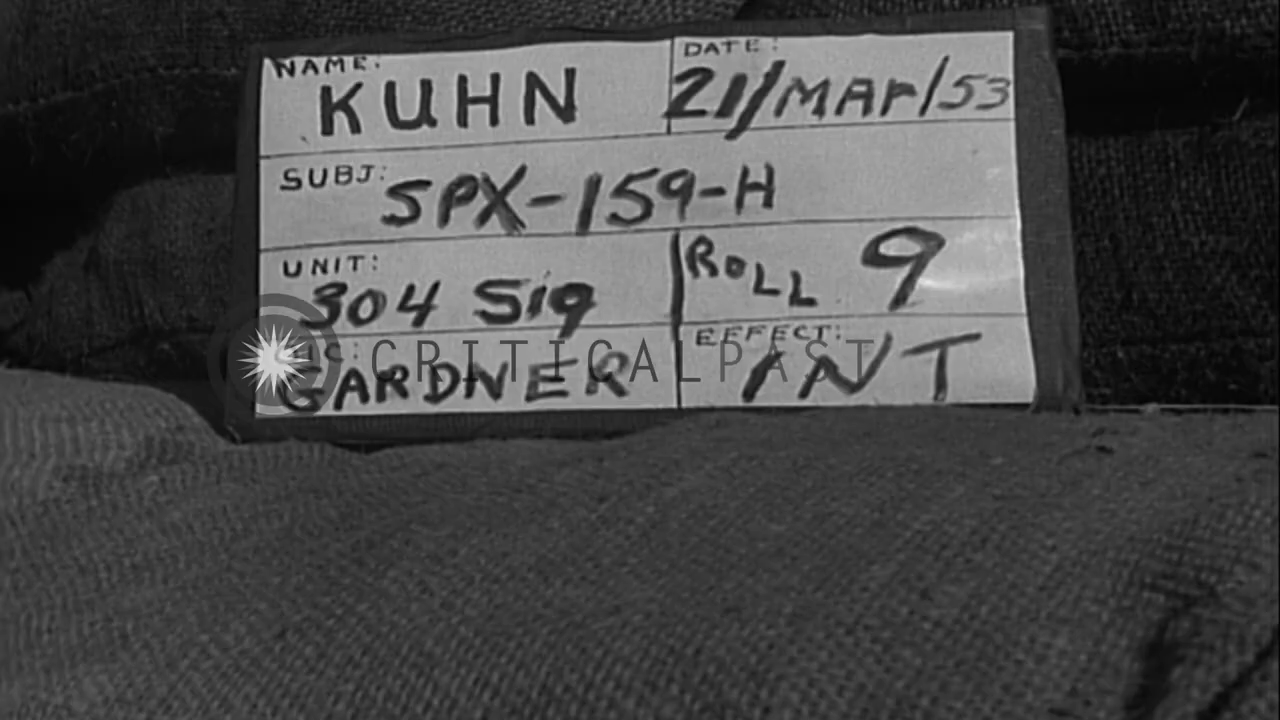 NAME: DATE:
KUHN 21/MAR/53
SUBJ: SPX-159-H
UNIT: ROLL 9
304 Sig
EFFECT:
GARDNER INT
CRITICALPAST